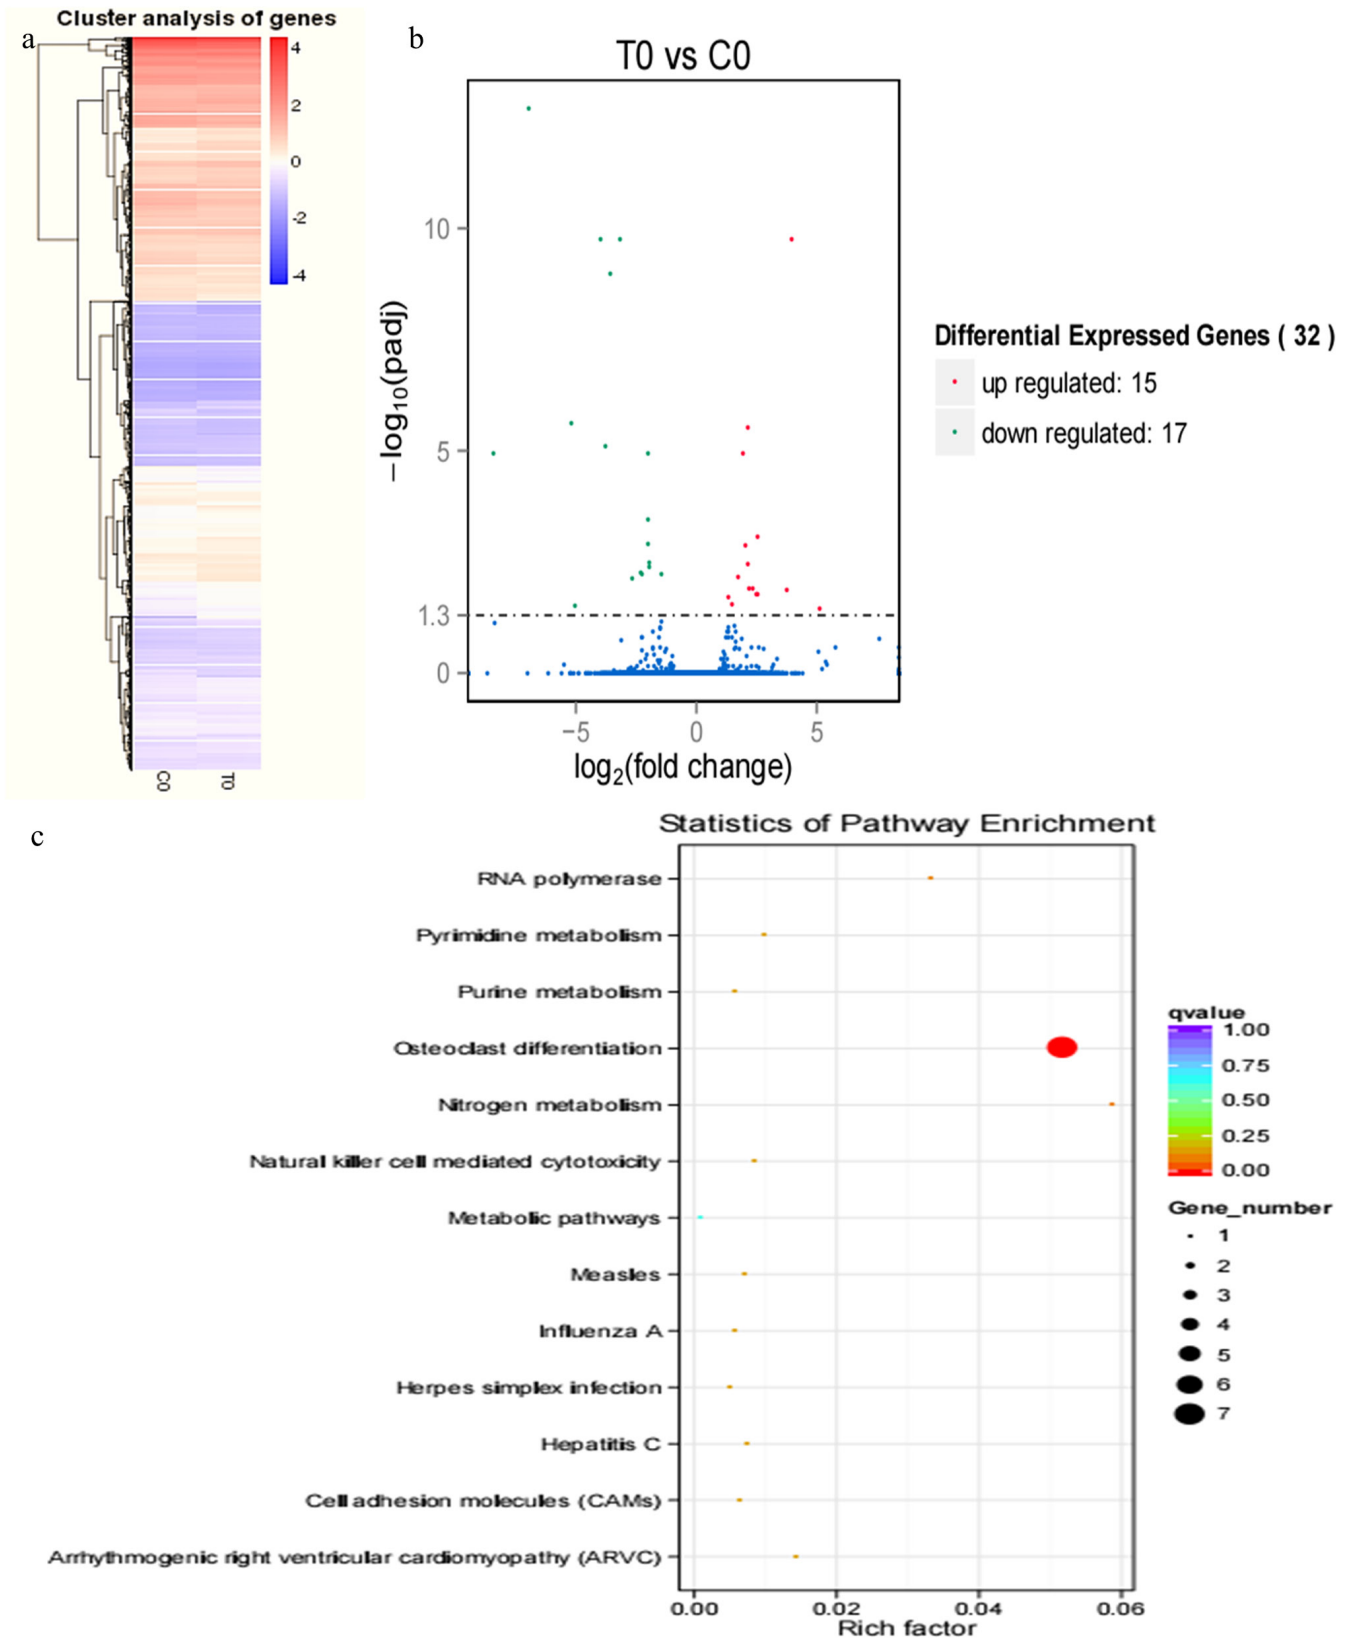 a
Cluster analysis of genes
4
2
0
-2
-4
C0
T0
b
T0 vs C0
−log10(padj)
10
5
1.3
0
−5
0
5
log2(fold change)
Differential Expressed Genes ( 32 )
up regulated: 15
down regulated: 17
c
Statistics of Pathway Enrichment
RNA polymerase
Pyrimidine metabolism
Purine metabolism
Osteoclast differentiation
Nitrogen metabolism
Natural killer cell mediated cytotoxicity
Metabolic pathways
Measles
Influenza A
Herpes simplex infection
Hepatitis C
Cell adhesion molecules (CAMs)
Arrhythmogenic right ventricular cardiomyopathy (ARVC)
0.00
0.02
0.04
0.06
Rich factor
qvalue
1.00
0.75
0.50
0.25
0.00
Gene_number
1
2
3
4
5
6
7